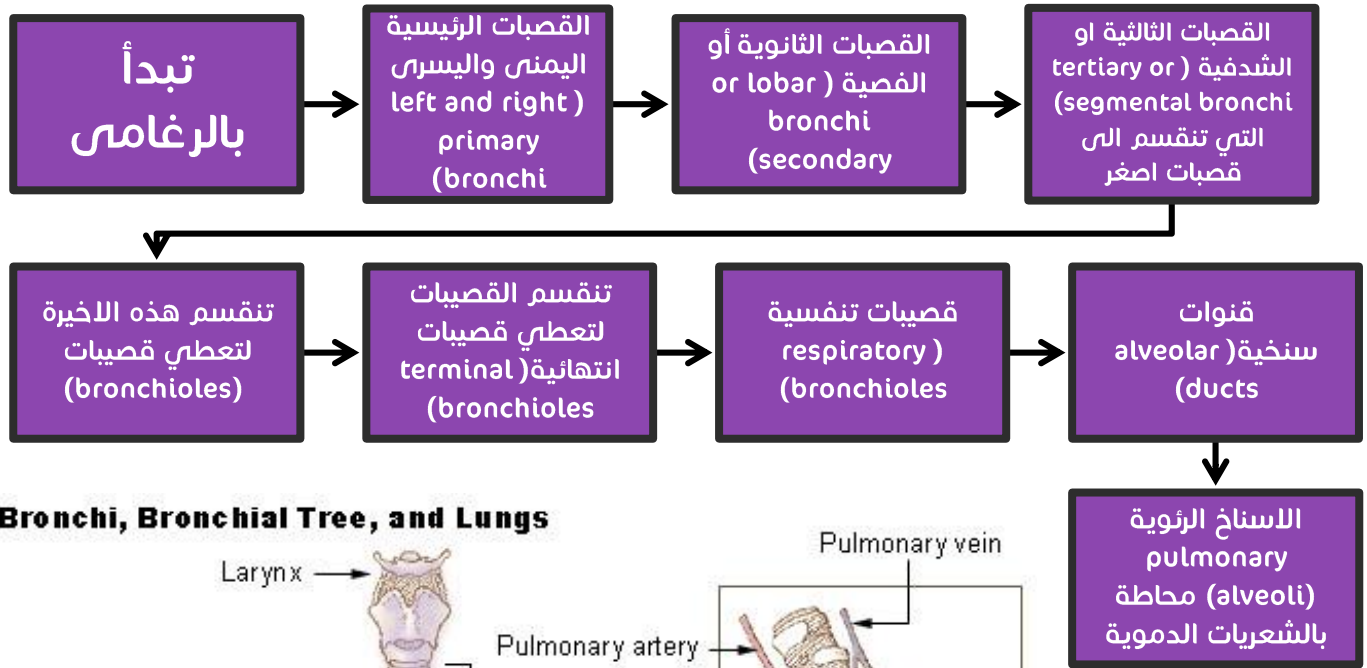 تبدأ
بالرغامى
القصبات الرئيسية
اليمنى واليسرى
left and right )
primary
(bronchi
القصبات الثانوية أو
الفصية ( or lobar
bronchi
(secondary
القصبات الثالثية او
الشدفية ( tertiary or
(segmental bronchi
التي تنقسم الى
قصبات اصغر
تنقسم هذه الاخيرة
لتعطي قصيبات
(bronchioles)
تنقسم القصيبات
لتعطي قصيبات
انتهائية( terminal
(bronchioles
قصيبات تنفسية
respiratory )
(bronchioles
قنوات
سنخية( alveolar
(ducts
الاسناخ الرئوية
pulmonary
(alveoli) محاطة
بالشعريات الدموية
Bronchi, Bronchial Tree, and Lungs
Larynx
Pulmonary vein
Pulmonary artery